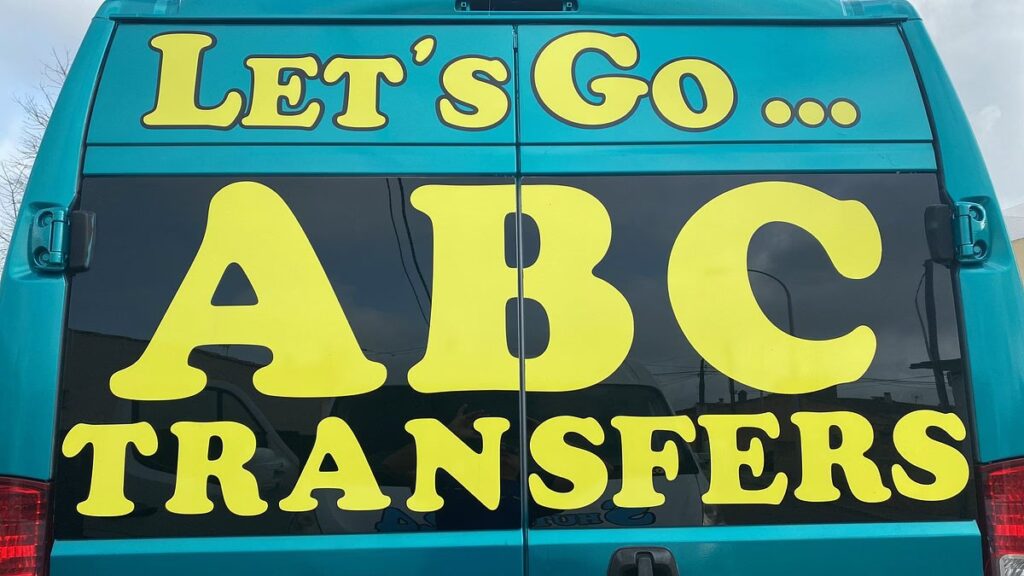 LET'S GO ...
ABC
TRANSFERS